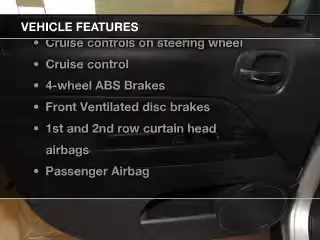 VEHICLE FEATURES
• Cruise controls on steering wheel
• Cruise control
• 4-wheel ABS Brakes
• Front Ventilated disc brakes
• 1st and 2nd row curtain head
airbags
• Passenger Airbag